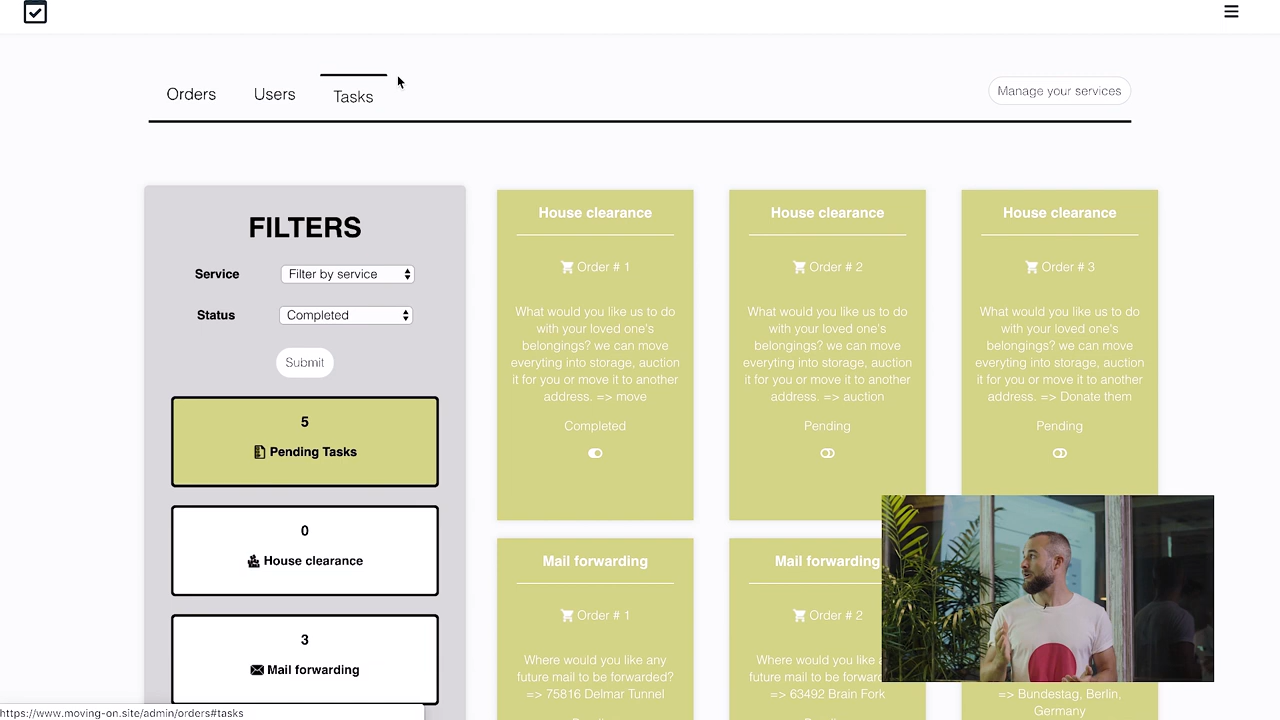 Orders
Users
Tasks
Manage your services
FILTERS
Service
Filter by service
Status
Completed
Submit
5
Pending Tasks
0
House clearance
3
Mail forwarding
House clearance
Order # 1
What would you like us to do
with your loved one's
belongings? we can move
everyting into storage, auction
it for you or move it to another
address. => move
Completed
House clearance
Order # 2
What would you like us to do
with your loved one's
belongings? we can move
everyting into storage, auction
it for you or move it to another
address. => auction
Pending
House clearance
Order # 3
What would you like us to do
with your loved one's
belongings? we can move
everyting into storage, auction
it for you or move it to another
address. => Donate them
Pending
Mail forwarding
Order # 1
Where would you like any
future mail to be forwarded?
=> 75816 Delmar Tunnel
Mail forwarding
Order # 2
Where would you like
future mail to be
=> 63492 Brain Fork
=> Bundestag, Berlin,
Germany
https://www.moving-on.site/admin/orders#tasks